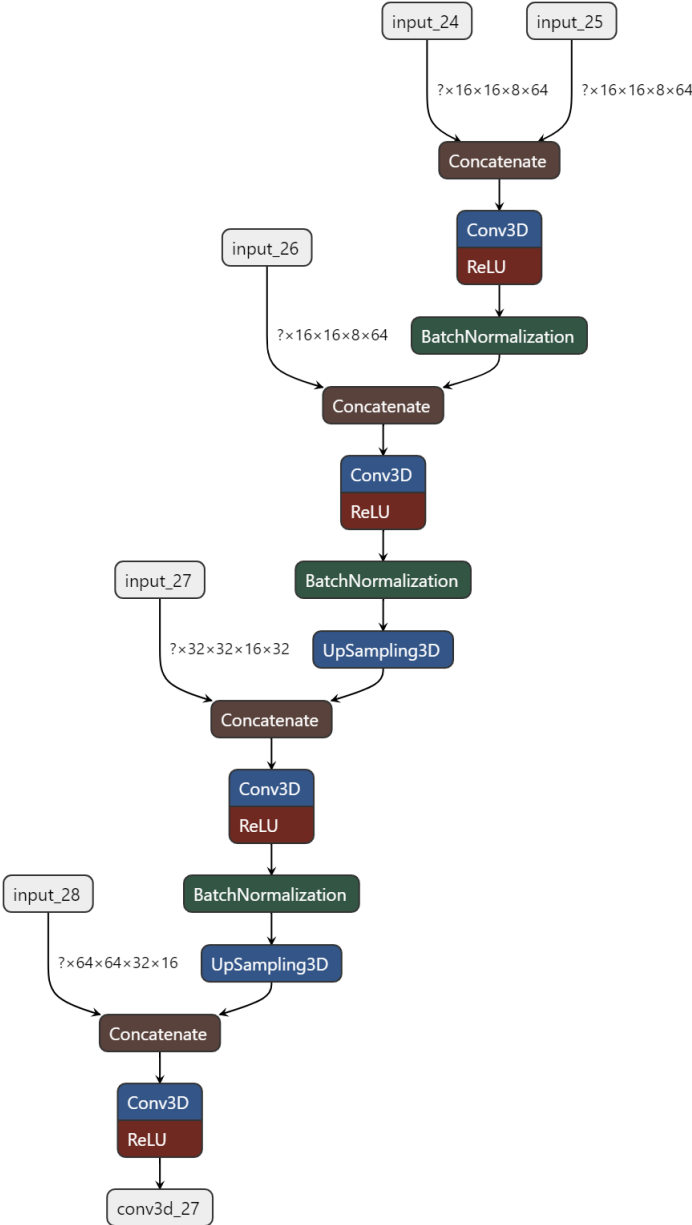 input_24
input_25
?×16×16×8×64
?×16×16×8×64
Concatenate
Conv3D
ReLU
input_26
?×16×16×8×64
BatchNormalization
Concatenate
Conv3D
ReLU
input_27
BatchNormalization
?×32×32×16×32
UpSampling3D
Concatenate
Conv3D
ReLU
input_28
BatchNormalization
?×64×64×32×16
UpSampling3D
Concatenate
Conv3D
ReLU
conv3d_27